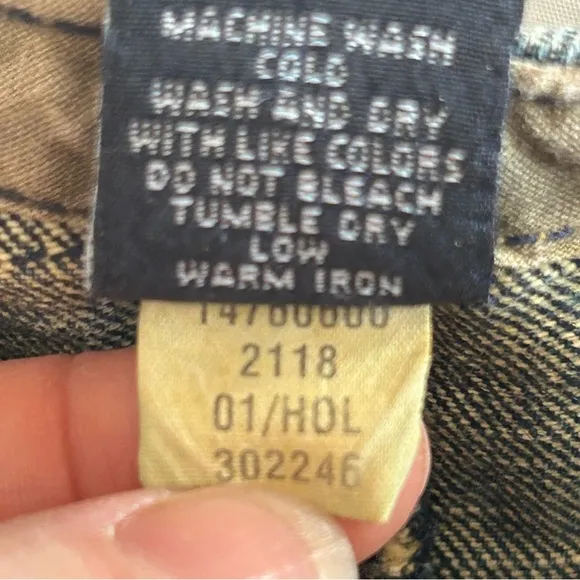 MACHINE WASH
COLD
WASH AND DRY
WITH LIKE COLORS
DO NOT BLEACH
TUMBLE DRY
LOW
WARM IRON
2118
01/HOL
302246